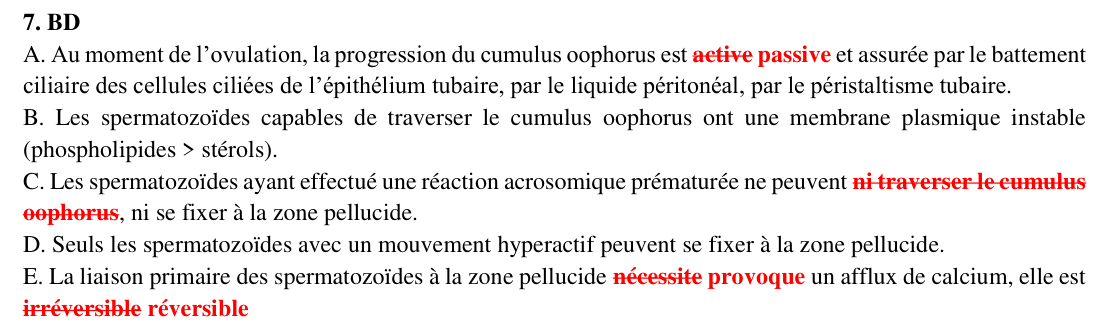 7. BD
A. Au moment de l’ovulation, la progression du cumulus oophorus est active passive et assurée par le battement
ciliaire des cellules ciliées de l’épithélium tubaire, par le liquide péritonéal, par le péristaltisme tubaire.
B. Les spermatozoïdes capables de traverser le cumulus oophorus ont une membrane plasmique instable
(phospholipides > stérols).
C. Les spermatozoïdes ayant effectué une réaction acrosomique prématurée ne peuvent ni traverser le cumulus
oophorus, ni se fixer à la zone pellucide.
D. Seuls les spermatozoïdes avec un mouvement hyperactif peuvent se fixer à la zone pellucide.
E. La liaison primaire des spermatozoïdes à la zone pellucide nécessite provoque un afflux de calcium, elle est
irréversible réversible